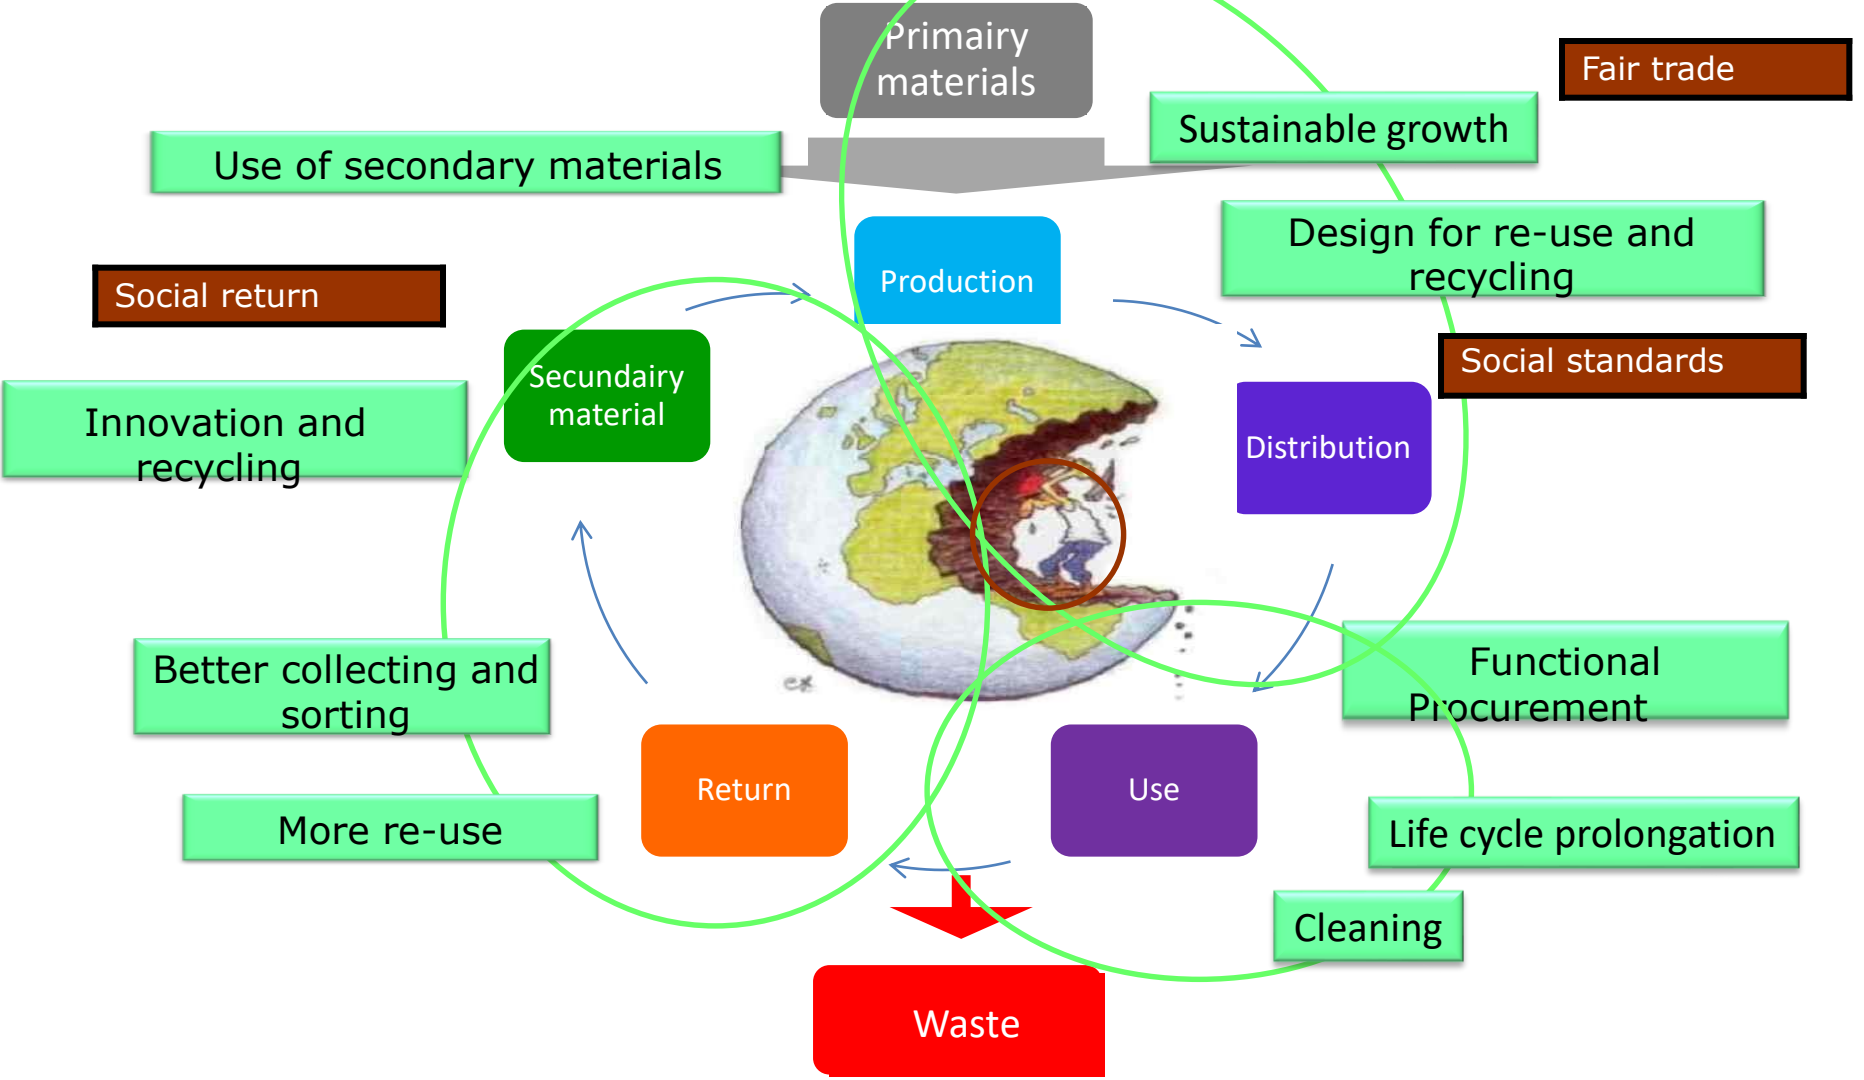 Primairy
materials
Fair trade
Sustainable growth
Use of secondary materials
Design for re-use and
recycling
Production
Social return
Social standards
Secundairy
material
Innovation and
recycling
Distribution
Better collecting and
sorting
Functional
Procurement
Return
Use
More re-use
Life cycle prolongation
Cleaning
Waste